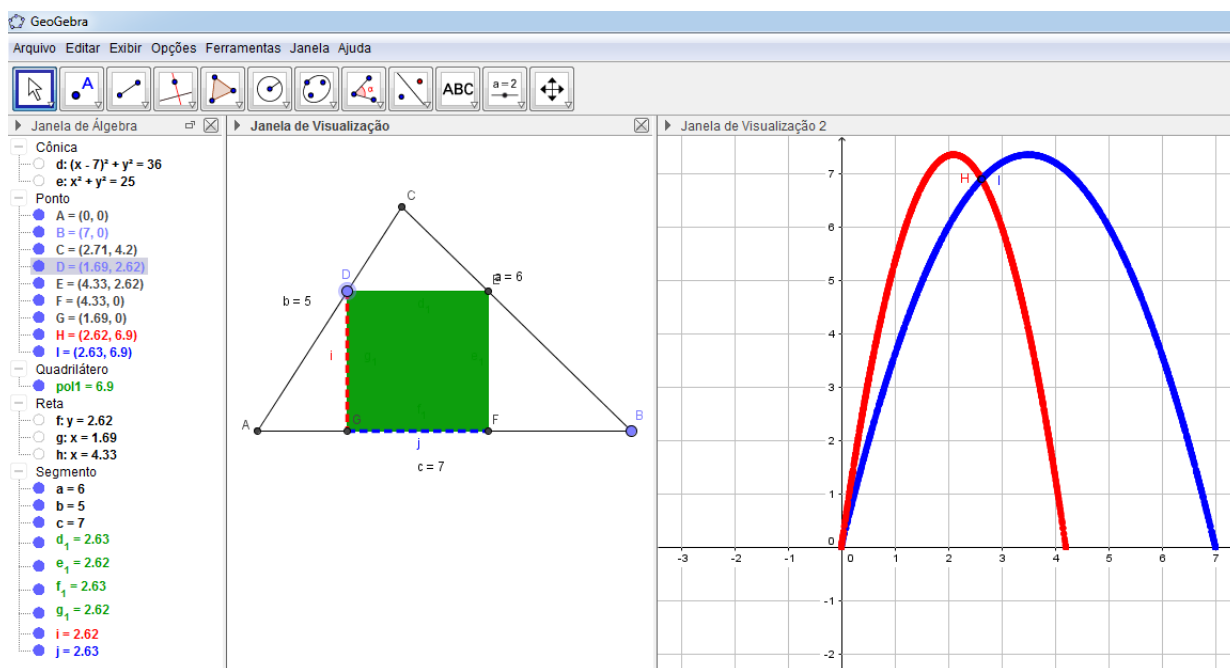 GeoGebra
Arquivo Editar Exibir Opções Ferramentas Janela Ajuda
A
α
ABC
a = 2
Janela de Álgebra
Cônica
d: (x - 7)² + y² = 36
e: x² + y² = 25
Ponto
A = (0, 0)
B = (7, 0)
C = (2.71, 4.2)
D = (1.69, 2.62)
E = (4.33, 2.62)
F = (4.33, 0)
G = (1.69, 0)
H = (2.62, 6.9)
I = (2.63, 6.9)
Quadrilátero
pol1 = 6.9
Reta
f: y = 2.62
g: x = 1.69
h: x = 4.33
Segmento
a = 6
b = 5
c = 7
d₁ = 2.63
e₁ = 2.62
f₁ = 2.63
g₁ = 2.62
i = 2.62
j = 2.63
Janela de Visualização
C
D
E
a = 6
b = 5
i
g₁
A
G
F
B
j
c = 7
Janela de Visualização 2
H I
7
6
5
4
3
2
1
0
-3 -2 -1 0 1 2 3 4 5 6 7
-1
-2